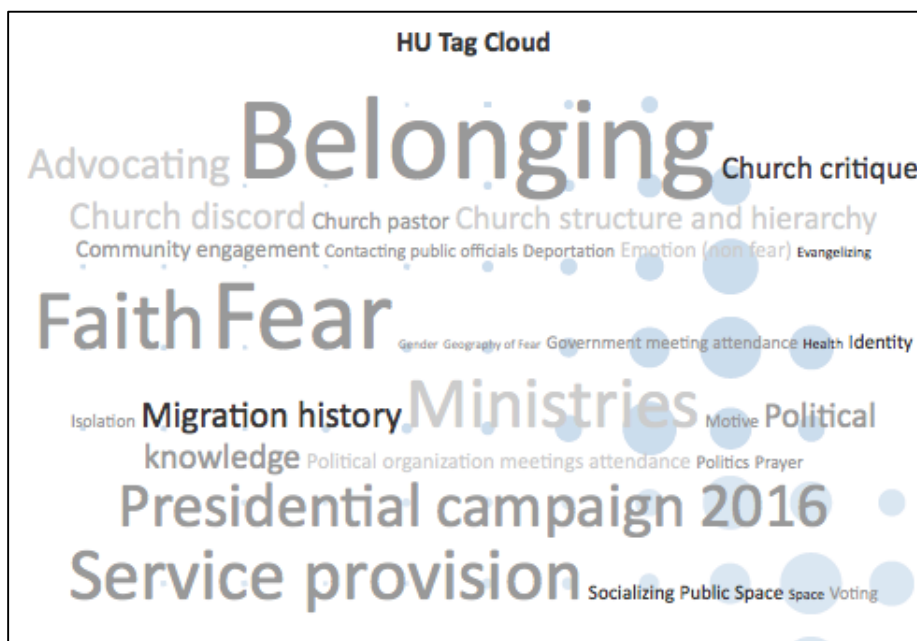 HU Tag Cloud
Advocating Belonging Church critique
Church discord Church pastor Church structure and hierarchy
Community engagement Contacting public officials Deportation Emotion (non fear) Evangelizing
Faith Fear Gender Geography of Fear Government meeting attendance Health Identity
Isolation Migration history Ministries Motive Political
knowledge Political organization meetings attendance Politics Prayer
Presidential campaign 2016
Service provision Socializing Public Space Space Voting